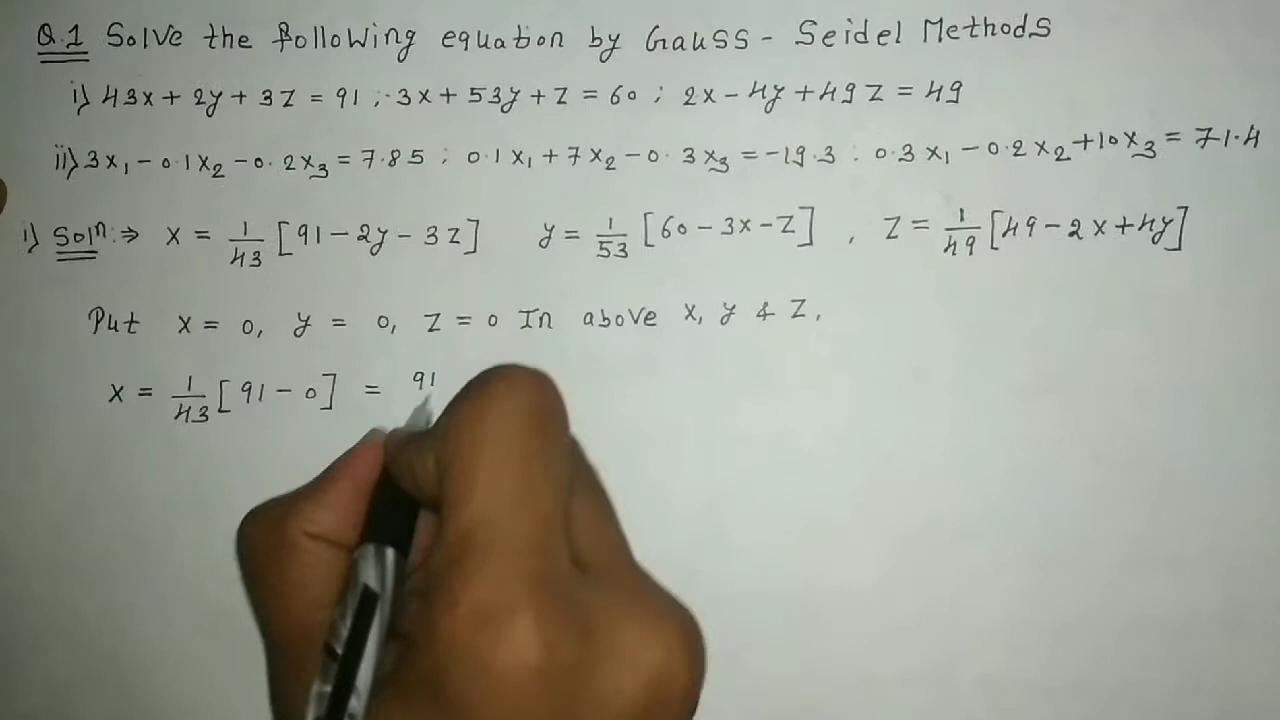 Q.1 Solve the following equation by Gauss - Seidel Methods
i) 43x + 2y + 3z = 91 ; 3x + 53y + z = 60 ; 2x - 4y + 49z = 49
ii) 3x₁ - 0.1x₂ - 0.2x₃ = 7.85 ; 0.1x₁ + 7x₂ - 0.3x₃ = -19.3 : 0.3x₁ - 0.2x₂ + 10x₃ = 71.4
i) Solⁿ :⇒ x = 1/43 [91 - 2y - 3z] y = 1/53 [60 - 3x - z] , z = 1/49 [49 - 2x + 4y]
Put x = 0, y = 0, z = 0 In above x, y & z.
x = 1/43 [91 - 0] = 91